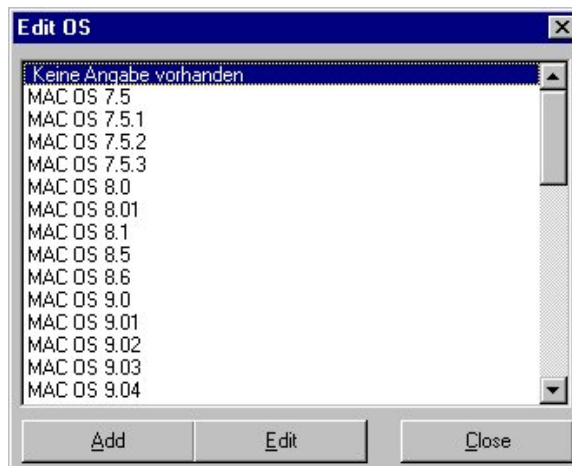 Edit OS
Keine Angabe vorhanden
MAC OS 7.5
MAC OS 7.5.1
MAC OS 7.5.2
MAC OS 7.5.3
MAC OS 8.0
MAC OS 8.01
MAC OS 8.1
MAC OS 8.5
MAC OS 8.6
MAC OS 9.0
MAC OS 9.01
MAC OS 9.02
MAC OS 9.03
MAC OS 9.04
Add Edit Close